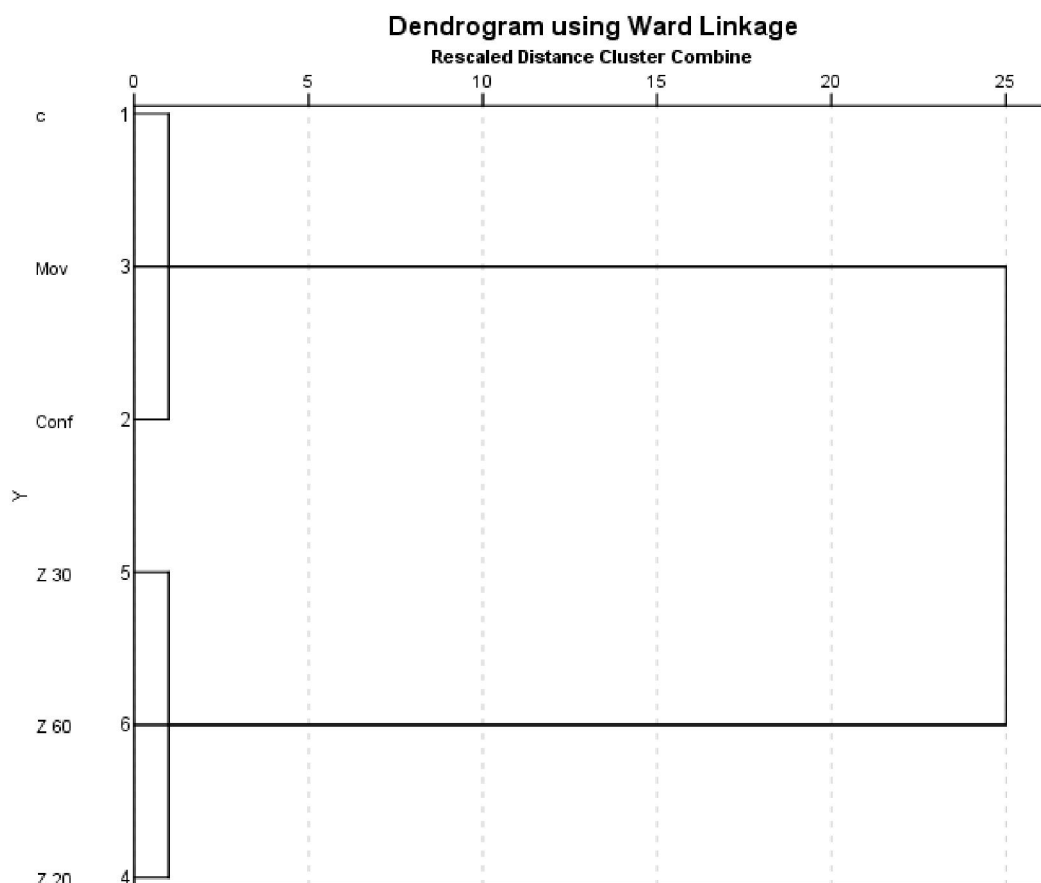 Dendrogram using Ward Linkage
Rescaled Distance Cluster Combine
0 5 10 15 20 25
c 1
Mov 3
Conf 2
Y
Z 30 5
Z 60 6
Z 20 4